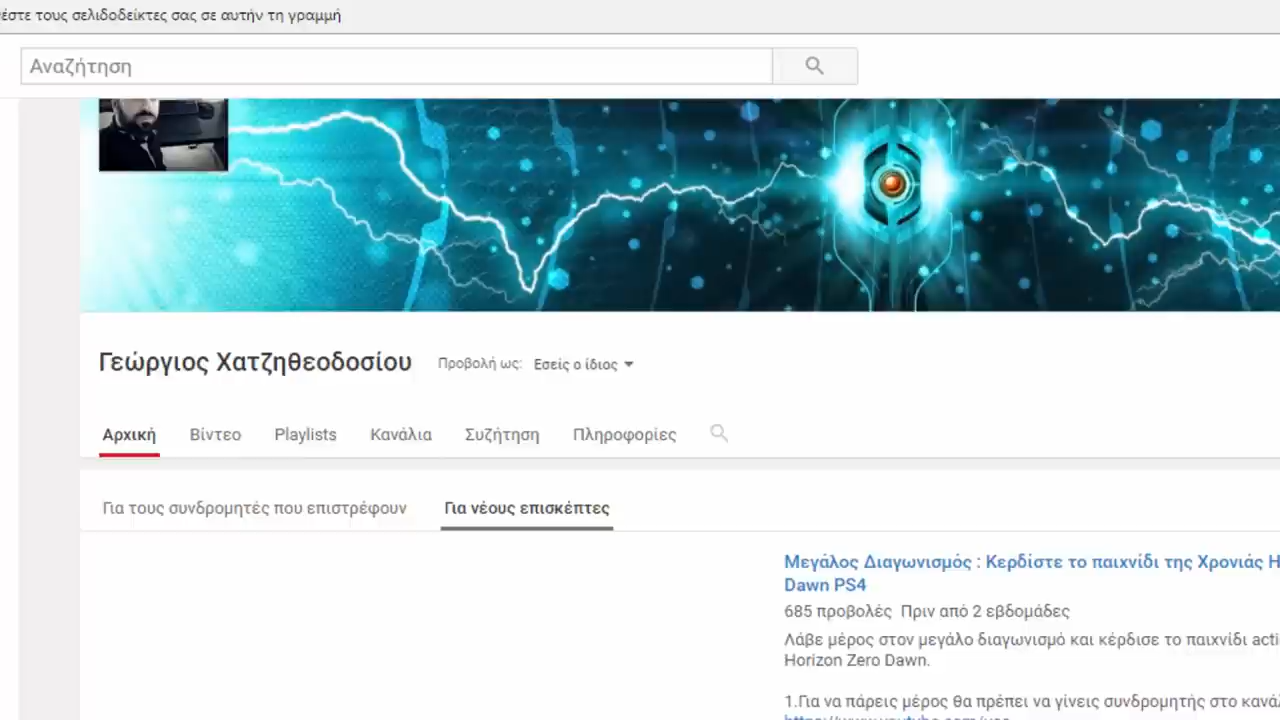 τους σελιδοδείκτες σας σε αυτήν τη γραμμή
Αναζήτηση
Γεώργιος Χατζηθεοδοσίου
Προβολή ως: Εσείς ο ίδιος
Αρχική Βίντεο Playlists Κανάλια Συζήτηση Πληροφορίες
Για τους συνδρομητές που επιστρέφουν Για νέους επισκέπτες
Μεγάλος Διαγωνισμός : Κερδίστε το παιχνίδι της Χρονιάς
Dawn PS4
685 προβολές Πριν από 2 εβδομάδες
Λάβε μέρος στον μεγάλο διαγωνισμό και κέρδισε το παιχνίδι
Horizon Zero Dawn.
1.Για να πάρεις μέρος θα πρέπει να γίνεις συνδρομητής στο